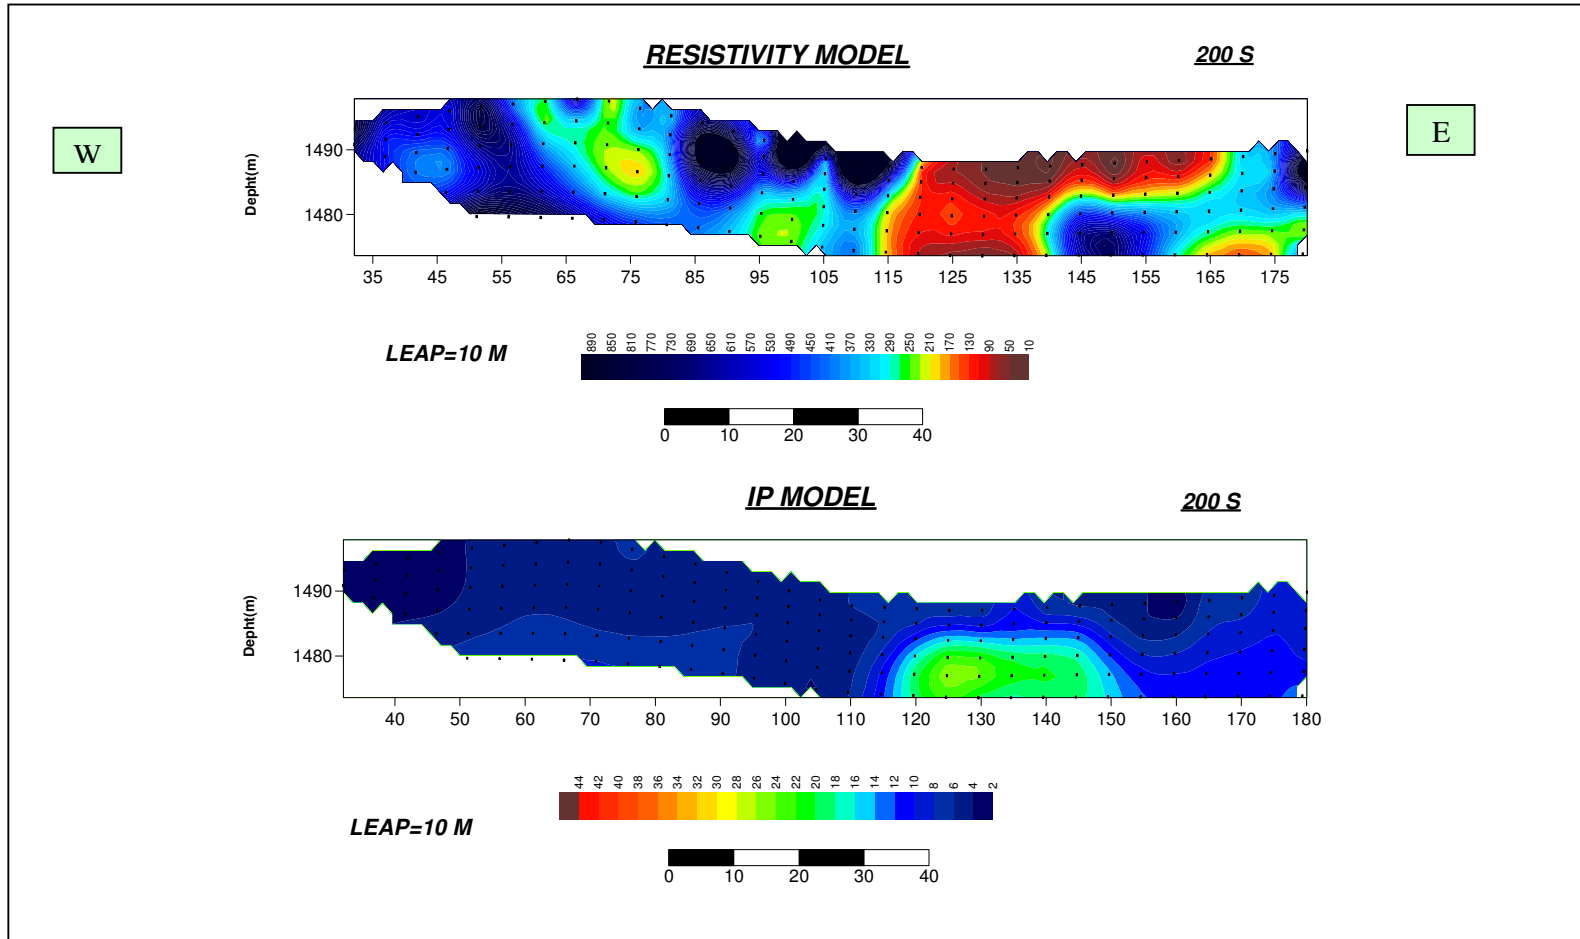 RESISTIVITY MODEL 200 S
W
E
Depht(m)
1490
1480
35 45 55 65 75 85 95 105 115 125 135 145 155 165 175
LEAP=10 M
890 850 810 770 730 690 650 610 570 530 490 450 410 370 330 290 250 210 170 130 90 50 10
0 10 20 30 40
IP MODEL 200 S
Depht(m)
1490
1480
40 50 60 70 80 90 100 110 120 130 140 150 160 170 180
44 42 40 38 36 34 32 30 28 26 24 22 20 18 16 14 12 10 8 6 4 2
LEAP=10 M
0 10 20 30 40